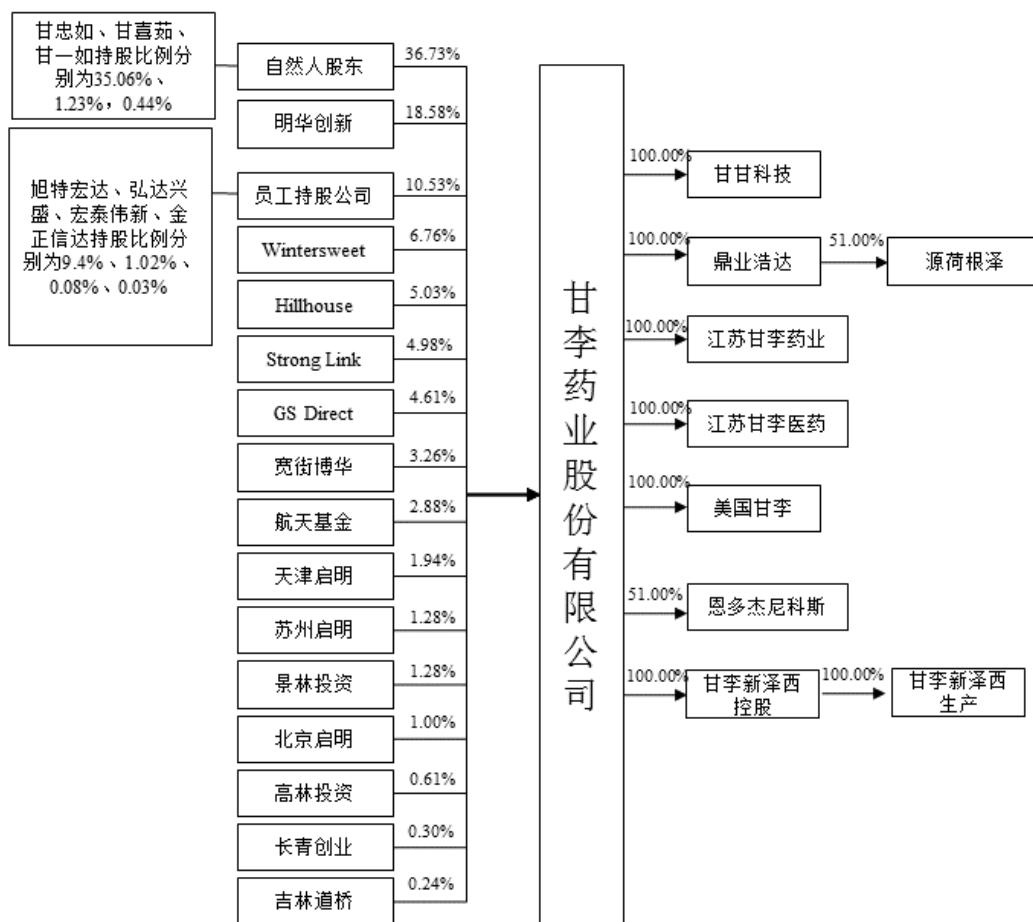 甘忠如、甘喜茹、
甘一如持股比例分
别为35.06%、
1.23%，0.44%
自然人股东
36.73%
明华创新
18.58%
旭特宏达、弘达兴
盛、宏泰伟新、金
正信达持股比例分
别为9.4%、1.02%、
0.08%、0.03%
员工持股公司
10.53%
Wintersweet
6.76%
Hillhouse
5.03%
Strong Link
4.98%
GS Direct
4.61%
宽街博华
3.26%
航天基金
2.88%
天津启明
1.94%
苏州启明
1.28%
景林投资
1.28%
北京启明
1.00%
高林投资
0.61%
长青创业
0.30%
吉林道桥
0.24%
甘李药业股份有限公司
100.00%
甘甘科技
100.00%
鼎业浩达
51.00%
源荷根泽
100.00%
江苏甘李药业
100.00%
江苏甘李医药
100.00%
美国甘李
51.00%
恩多杰尼科斯
100.00%
甘李新泽西
控股
100.00%
甘李新泽西
生产